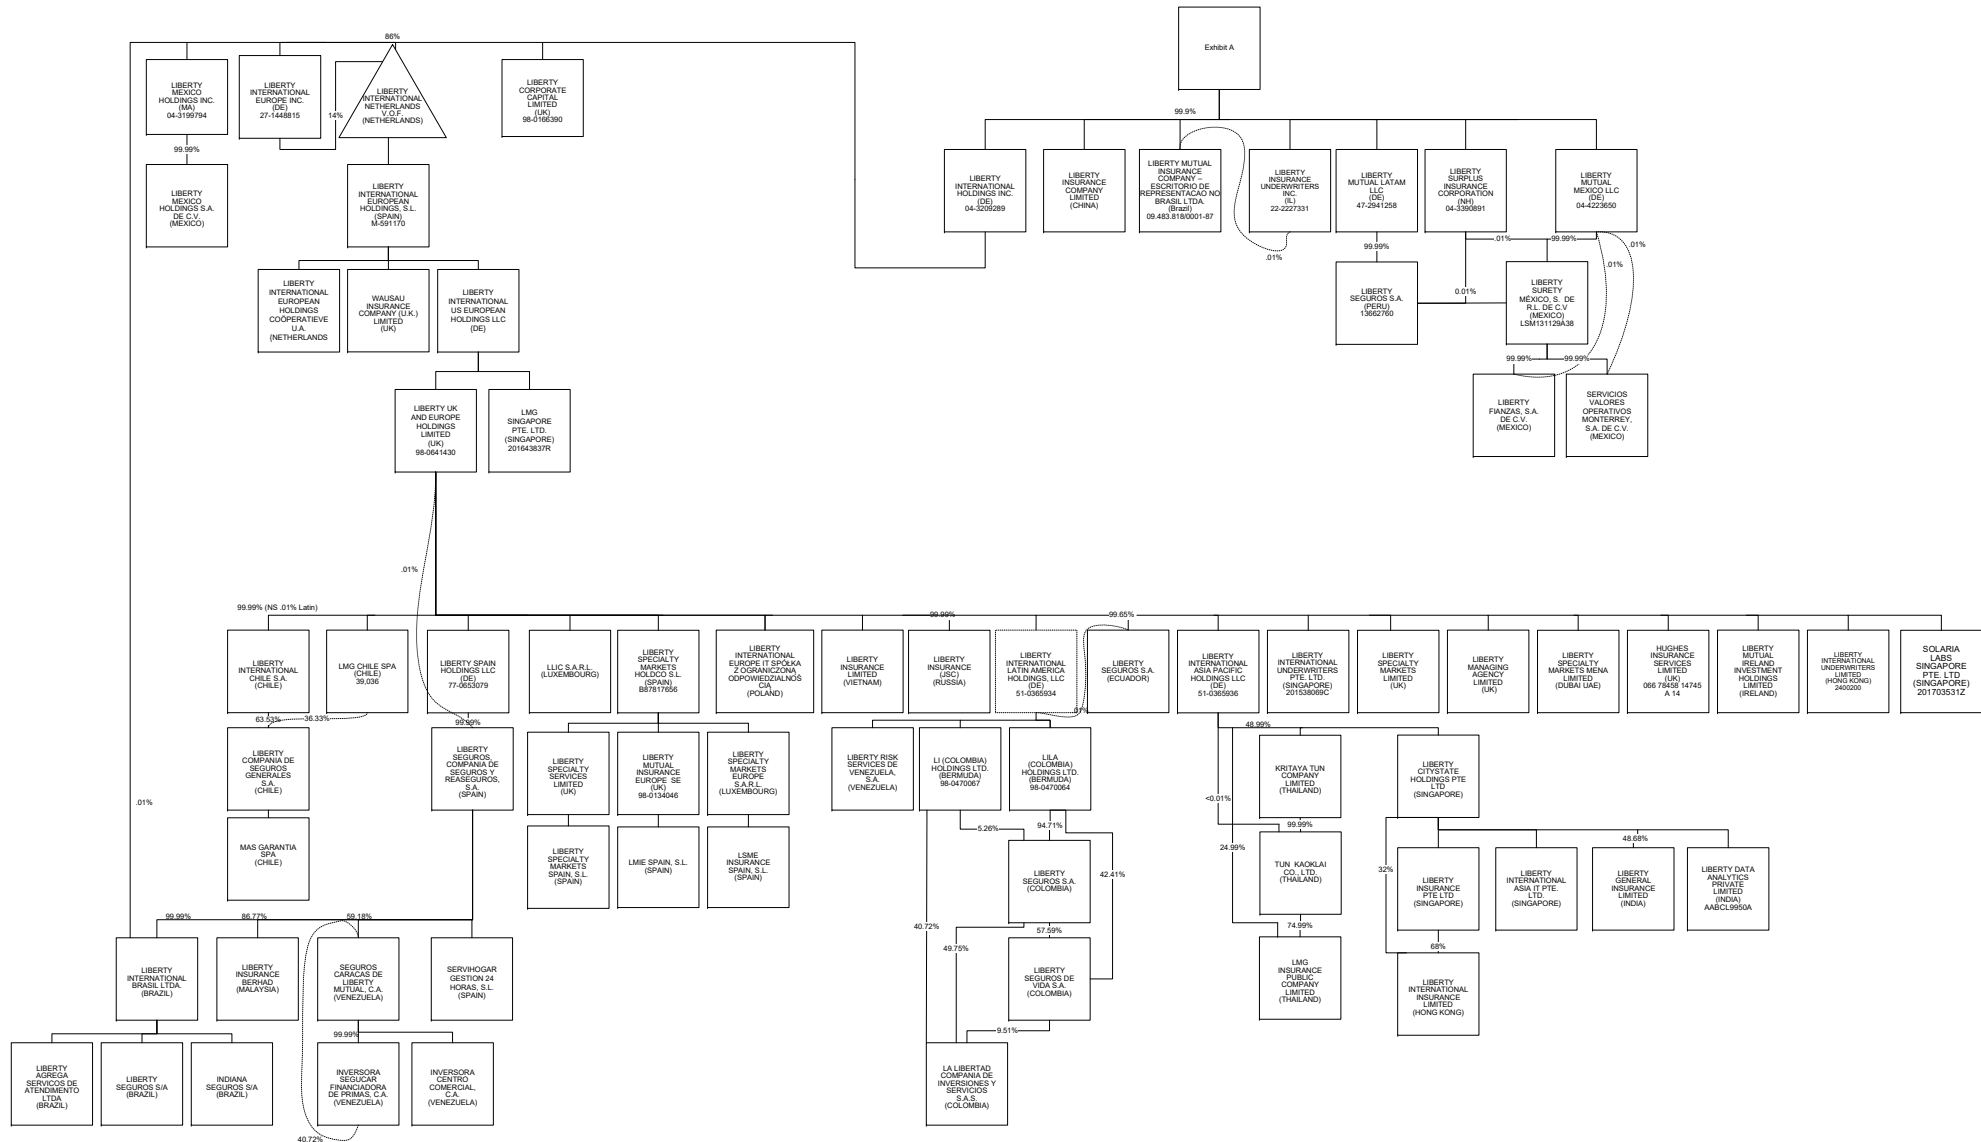 Exhibit A
86%
LIBERTY
MEXICO
HOLDINGS INC.
(MA)
04-3199794
LIBERTY
INTERNATIONAL
EUROPE INC.
(DE)
27-1448815
14%
LIBERTY
INTERNATIONAL
NETHERLANDS
V.O.F.
(NETHERLANDS)
LIBERTY
CORPORATE
CAPITAL
LIMITED
(UK)
98-0166390
99.9%
99.99%
LIBERTY
MEXICO
HOLDINGS S.A.
DE C.V.
(MEXICO)
LIBERTY
INTERNATIONAL
EUROPEAN
HOLDINGS, S.L.
(SPAIN)
M-591170
LIBERTY
INTERNATIONAL
HOLDINGS INC.
(DE)
04-3209289
LIBERTY
INSURANCE
COMPANY
LIMITED
(CHINA)
LIBERTY MUTUAL
INSURANCE
COMPANY –
ESCRITORIO DE
REPRESENTACAO NO
BRASIL LTDA.
(Brazil)
09.483.818/0001-87
LIBERTY
INSURANCE
UNDERWRITERS
INC.
(IL)
22-2227331
LIBERTY
MUTUAL LATAM
LLC
(DE)
47-2941258
LIBERTY
SURPLUS
INSURANCE
CORPORATION
(NH)
04-3390891
LIBERTY
MUTUAL
MEXICO LLC
(DE)
04-4223650
.01%
99.99%
.01%
99.99%
.01%
.01%
LIBERTY
INTERNATIONAL
EUROPEAN
HOLDINGS
COÖPERATIEVE
U.A.
(NETHERLANDS
WAUSAU
INSURANCE
COMPANY (U.K.)
LIMITED
(UK)
LIBERTY
INTERNATIONAL
US EUROPEAN
HOLDINGS LLC
(DE)
LIBERTY
SEGUROS S.A.
(PERU)
13662760
0.01%
LIBERTY
SURETY
MÉXICO, S. DE
R.L. DE C.V
(MEXICO)
LSM131129A38
99.99%
99.99%
LIBERTY UK
AND EUROPE
HOLDINGS
LIMITED
(UK)
98-0641430
LMG
SINGAPORE
PTE. LTD.
(SINGAPORE)
201643837R
LIBERTY
FIANZAS, S.A.
DE C.V.
(MEXICO)
SERVICIOS
VALORES
OPERATIVOS
MONTERREY,
S.A. DE C.V.
(MEXICO)
.01%
99.99% (NS .01% Latin)
99.99%
99.65%
LIBERTY
INTERNATIONAL
CHILE S.A.
(CHILE)
LMG CHILE SPA
(CHILE)
39,036
LIBERTY SPAIN
HOLDINGS LLC
(DE)
77-0653079
LLIC S.A.R.L.
(LUXEMBOURG)
LIBERTY
SPECIALTY
MARKETS
HOLDCO S.L.
(SPAIN)
B87817656
LIBERTY
INTERNATIONAL
EUROPE IT SPÓŁKA
Z OGRANICZONĄ
ODPOWIEDZIALNOŚ
CIĄ
(POLAND)
LIBERTY
INSURANCE
LIMITED
(VIETNAM)
LIBERTY
INSURANCE
(JSC)
(RUSSIA)
LIBERTY
INTERNATIONAL
LATIN AMERICA
HOLDINGS, LLC
(DE)
51-0365934
LIBERTY
SEGUROS S.A.
(ECUADOR)
LIBERTY
INTERNATIONAL
ASIA PACIFIC
HOLDINGS LLC
(DE)
51-0365936
LIBERTY
INTERNATIONAL
UNDERWRITERS
PTE. LTD.
(SINGAPORE)
201538069C
LIBERTY
SPECIALTY
MARKETS
LIMITED
(UK)
LIBERTY
MANAGING
AGENCY
LIMITED
(UK)
LIBERTY
SPECIALTY
MARKETS MENA
LIMITED
(DUBAI UAE)
HUGHES
INSURANCE
SERVICES
LIMITED
(UK)
066 78458 14745
A 14
LIBERTY
MUTUAL
IRELAND
INVESTMENT
HOLDINGS
LIMITED
(IRELAND)
LIBERTY
INTERNATIONAL
UNDERWRITERS
LIMITED
(HONG KONG)
2400200
SOLARIA
LABS
SINGAPORE
PTE. LTD
(SINGAPORE)
201703531Z
63.53%
36.33%
99.99%
.01%
48.99%
LIBERTY
COMPANIA DE
SEGUROS
GENERALES
S.A.
(CHILE)
LIBERTY
SEGUROS,
COMPANIA DE
SEGUROS Y
REASEGUROS,
S.A.
(SPAIN)
LIBERTY
SPECIALTY
SERVICES
LIMITED
(UK)
LIBERTY
MUTUAL
INSURANCE
EUROPE SE
(UK)
98-0134046
LIBERTY
SPECIALTY
MARKETS
EUROPE
S.A.R.L.
(LUXEMBOURG)
LIBERTY RISK
SERVICES DE
VENEZUELA,
S.A.
(VENEZUELA)
LI (COLOMBIA)
HOLDINGS LTD.
(BERMUDA)
98-0470067
LILA
(COLOMBIA)
HOLDINGS LTD.
(BERMUDA)
98-0470064
KRITAYA TUN
COMPANY
LIMITED
(THAILAND)
LIBERTY
CITYSTATE
HOLDINGS PTE
LTD
(SINGAPORE)
.01%
<0.01%
5.26%
94.71%
99.99%
48.68%
24.99%
32%
MAS GARANTIA
SPA
(CHILE)
LIBERTY
SPECIALTY
MARKETS
SPAIN, S.L.
(SPAIN)
LMIE SPAIN, S.L.
(SPAIN)
LSME
INSURANCE
SPAIN, S.L.
(SPAIN)
LIBERTY
SEGUROS S.A.
(COLOMBIA)
42.41%
TUN KAOKLAI
CO., LTD.
(THAILAND)
LIBERTY
INSURANCE
PTE LTD
(SINGAPORE)
LIBERTY
INTERNATIONAL
ASIA IT PTE.
LTD.
(SINGAPORE)
LIBERTY
GENERAL
INSURANCE
LIMITED
(INDIA)
LIBERTY DATA
ANALYTICS
PRIVATE
LIMITED
(INDIA)
AABCL9950A
99.99%
86.77%
59.18%
40.72%
49.75%
57.59%
74.99%
68%
LIBERTY
INTERNATIONAL
BRASIL LTDA.
(BRAZIL)
LIBERTY
INSURANCE
BERHAD
(MALAYSIA)
SEGUROS
CARACAS DE
LIBERTY
MUTUAL, C.A.
(VENEZUELA)
SERVIHOGAR
GESTION 24
HORAS, S.L.
(SPAIN)
LIBERTY
SEGUROS DE
VIDA S.A.
(COLOMBIA)
LMG
INSURANCE
PUBLIC
COMPANY
LIMITED
(THAILAND)
LIBERTY
INTERNATIONAL
INSURANCE
LIMITED
(HONG KONG)
99.99%
9.51%
LIBERTY
AGREGA
SERVICOS DE
ATENDIMENTO
LTDA
(BRAZIL)
LIBERTY
SEGUROS S/A
(BRAZIL)
INDIANA
SEGUROS S/A
(BRAZIL)
INVERSORA
SEGUCAR
FINANCIADORA
DE PRIMAS, C.A.
(VENEZUELA)
INVERSORA
CENTRO
COMERCIAL,
C.A.
(VENEZUELA)
LA LIBERTAD
COMPANIA DE
INVERSIONES Y
SERVICIOS
S.A.S.
(COLOMBIA)
40.72%